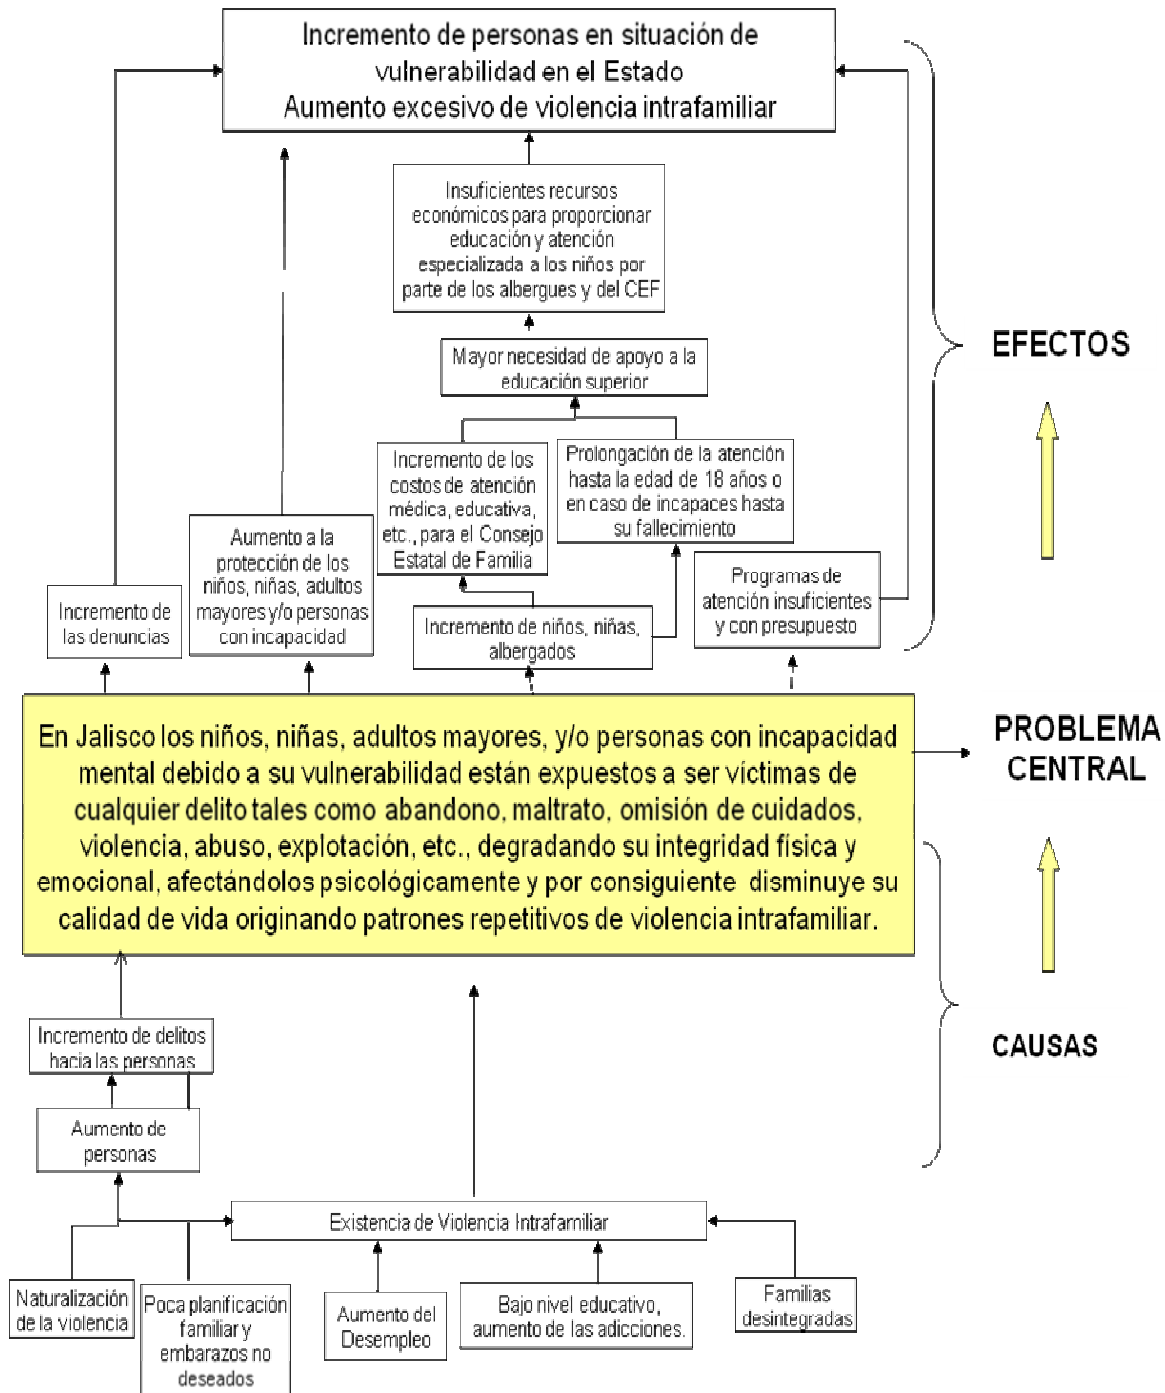 Incremento de personas en situación de
vulnerabilidad en el Estado
Aumento excesivo de violencia intrafamiliar
Insuficientes recursos
económicos para proporcionar
educación y atención
especializada a los niños por
parte de los albergues y del CEF
EFECTOS
Mayor necesidad de apoyo a la
educación superior
Incremento de los
costos de atención
médica, educativa,
etc., para el Consejo
Estatal de Familia
Prolongación de la atención
hasta la edad de 18 años o
en caso de incapaces hasta
su fallecimiento
Incremento de
las denuncias
Aumento a la
protección de los
niños, niñas, adultos
mayores y/o personas
con incapacidad
Incremento de niños, niñas,
albergados
Programas de
atención insuficientes
y con presupuesto
En Jalisco los niños, niñas, adultos mayores, y/o personas con incapacidad
mental debido a su vulnerabilidad están expuestos a ser víctimas de
cualquier delito tales como abandono, maltrato, omisión de cuidados,
violencia, abuso, explotación, etc., degradando su integridad física y
emocional, afectándolos psicológicamente y por consiguiente disminuye su
calidad de vida originando patrones repetitivos de violencia intrafamiliar.
PROBLEMA
CENTRAL
Incremento de delitos
hacia las personas
CAUSAS
Aumento de
personas
Existencia de Violencia Intrafamiliar
Naturalización
de la violencia
Poca planificación
familiar y
embarazos no
deseados
Aumento del
Desempleo
Bajo nivel educativo,
aumento de las adicciones.
Familias
desintegradas